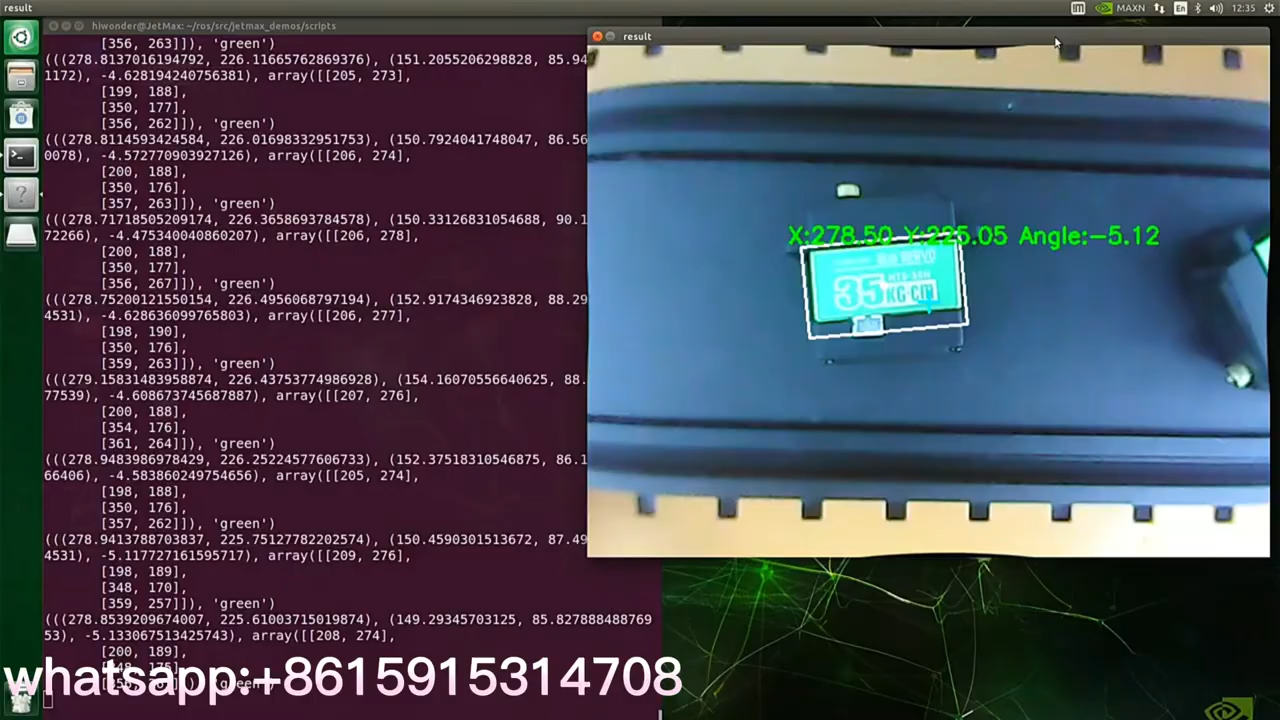 result
MAXN
En
12:35
hiwonder@JetMax: ~/ros/src/jetmax_demos/scripts
[356, 263]]), 'green')
(((278.8137016194792, 226.11665762869376), (151.2055206298828, 85.94
1172), -4.628194240756381), array([[205, 273],
[199, 188],
[350, 177],
[356, 262]]), 'green')
(((278.8114593424584, 226.01698332951753), (150.7924041748047, 86.56
0078), -4.572770903927126), array([[206, 274],
[200, 188],
[350, 176],
[357, 263]]), 'green')
(((278.71718505209174, 226.3658693784578), (150.33126831054688, 90.1
72266), -4.475340040860207), array([[206, 278],
[200, 188],
[350, 177],
[356, 267]]), 'green')
(((278.75200121550154, 226.4956068797194), (152.9174346923828, 88.29
4531), -4.628636099765803), array([[206, 277],
[198, 190],
[350, 176],
[359, 263]]), 'green')
(((279.15831483958874, 226.43753774986928), (154.16070556640625, 88.
77539), -4.608673745687887), array([[207, 276],
[200, 188],
[354, 176],
[361, 264]]), 'green')
(((278.9483986978429, 226.25224577606733), (152.37518310546875, 86.1
66406), -4.583860249754656), array([[205, 274],
[198, 188],
[350, 176],
[357, 262]]), 'green')
(((278.9413788703837, 225.75127782202574), (150.4590301513672, 87.49
4531), -5.117727161595717), array([[209, 276],
[198, 189],
[348, 170],
[359, 257]]), 'green')
(((278.8539209674007, 225.61003715019874), (149.29345703125, 85.827888488769
53), -5.133067513425743), array([[208, 274],
[200, 189],
result
X:278.50 Y:225.05 Angle:-5.12
35 KG·CM
whatsapp:+8615915314708